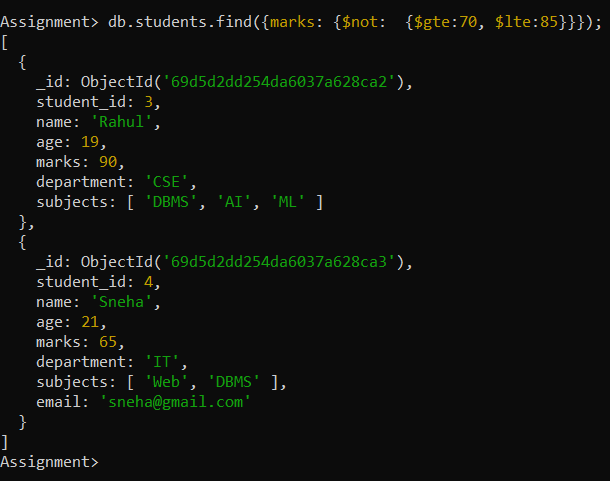 Assignment> db.students.find({marks: {$not:  {$gte:70, $lte:85}}});
[
  {
    _id: ObjectId('69d5d2dd254da6037a628ca2'),
    student_id: 3,
    name: 'Rahul',
    age: 19,
    marks: 90,
    department: 'CSE',
    subjects: [ 'DBMS', 'AI', 'ML' ]
  },
  {
    _id: ObjectId('69d5d2dd254da6037a628ca3'),
    student_id: 4,
    name: 'Sneha',
    age: 21,
    marks: 65,
    department: 'IT',
    subjects: [ 'Web', 'DBMS' ],
    email: 'sneha@gmail.com'
  }
]
Assignment>